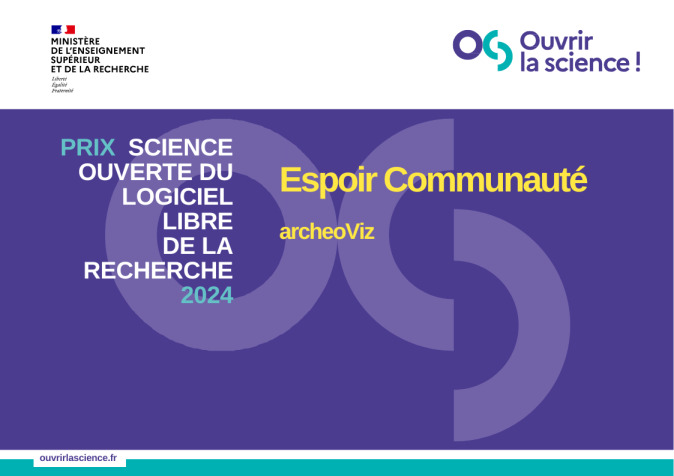 MINISTÈRE
DE L'ENSEIGNEMENT
SUPÉRIEUR
ET DE LA RECHERCHE
Liberté
Égalité
Fraternité
Ouvrir
la science !
PRIX SCIENCE
OUVERTE DU
LOGICIEL
LIBRE
DE LA
RECHERCHE
2024
Espoir Communauté
archeoViz
ouvrirlascience.fr